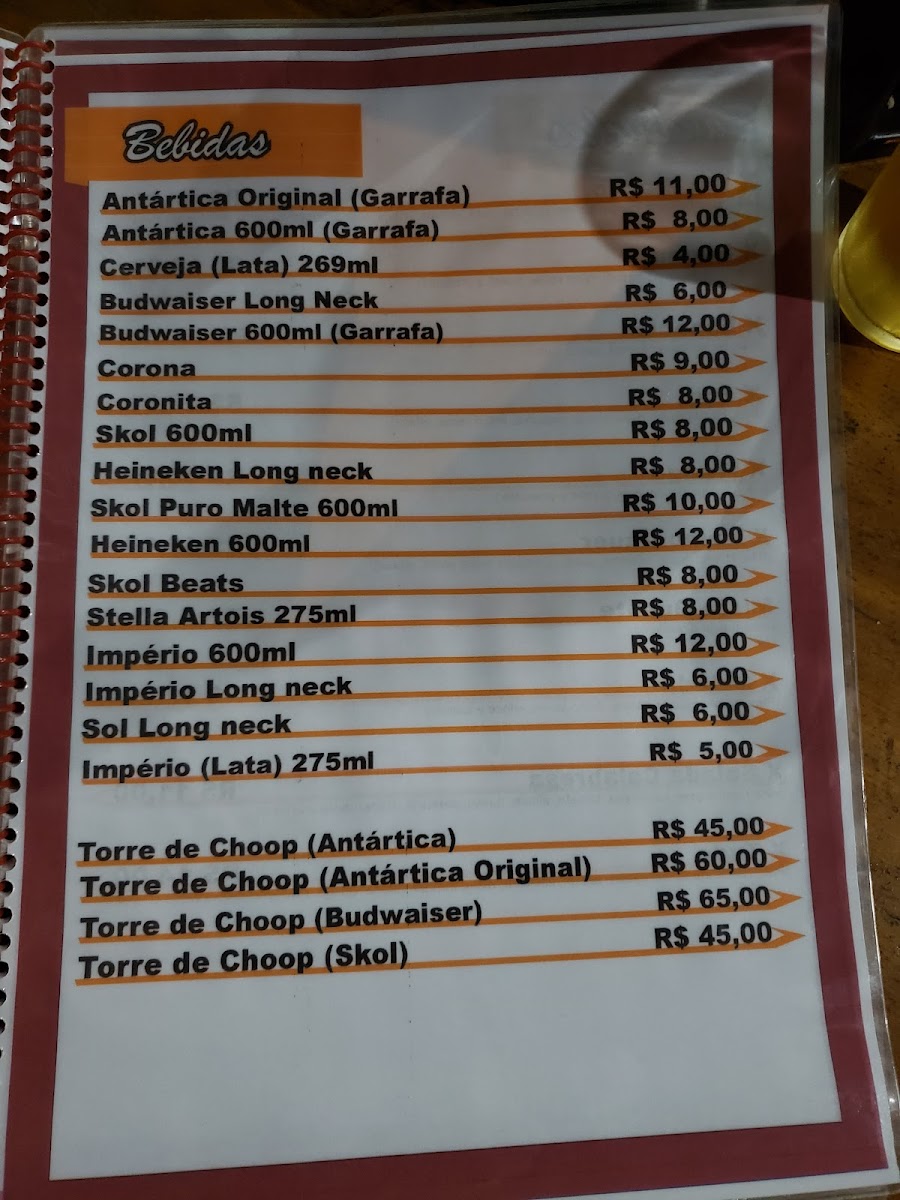 Bebidas
Antártica Original (Garrafa) R$ 11,00
Antártica 600ml (Garrafa) R$ 8,00
Cerveja (Lata) 269ml R$ 4,00
Budwaiser Long Neck R$ 6,00
Budwaiser 600ml (Garrafa) R$ 12,00
Corona R$ 9,00
Coronita R$ 8,00
Skol 600ml R$ 8,00
Heineken Long neck R$ 8,00
Skol Puro Malte 600ml R$ 10,00
Heineken 600ml R$ 12,00
Skol Beats R$ 8,00
Stella Artois 275ml R$ 8,00
Império 600ml R$ 12,00
Império Long neck R$ 6,00
Sol Long neck R$ 6,00
Império (Lata) 275ml R$ 5,00
Torre de Choop (Antártica) R$ 45,00
Torre de Choop (Antártica Original) R$ 60,00
Torre de Choop (Budwaiser) R$ 65,00
Torre de Choop (Skol) R$ 45,00